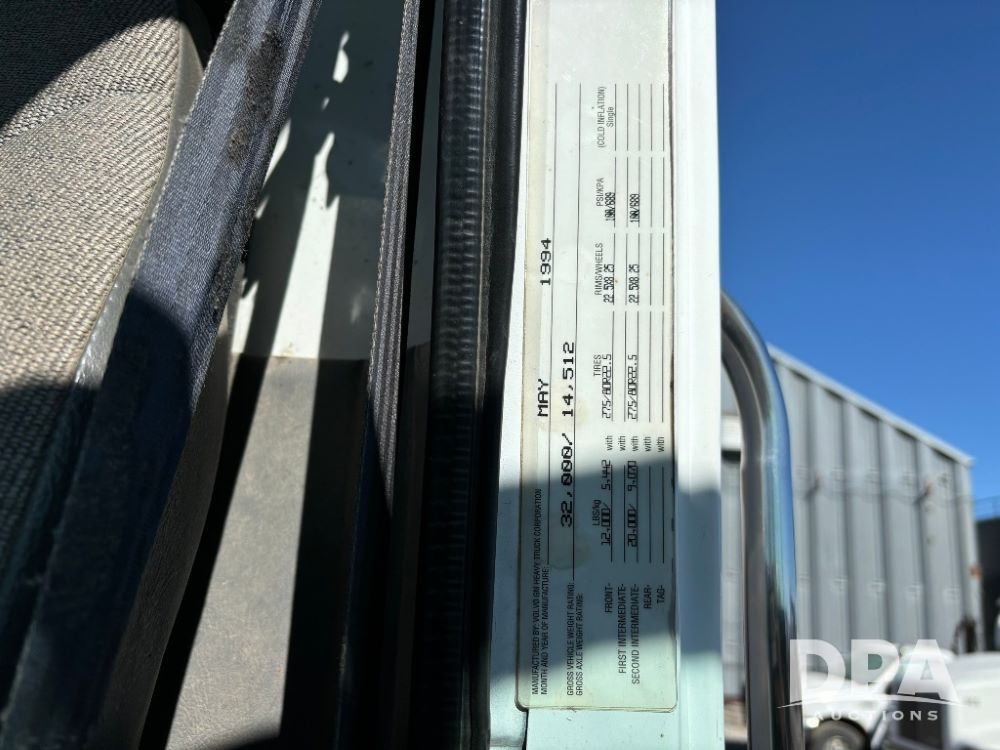 MANUFACTURED BY: VOLVO GM HEAVY TRUCK CORPORATION
MONTH AND YEAR OF MANUFACTURE: MAY 1994
GROSS VEHICLE WEIGHT RATING: 32,000/ 14,512
GROSS AXLE WEIGHT RATING:
LBS/kg TIRES RIMS/WHEELS PSI/KPA (COLD INFLATION)
FRONT- 12,000/ 5,442 with 275/80R22.5 22.5X8.25 100/689 Single
FIRST INTERMEDIATE- with
SECOND INTERMEDIATE- 20,000/ 9,070 with 275/80R22.5 22.5X8.25 100/689
REAR- with
TAG- with
DPA
AUCTIONS